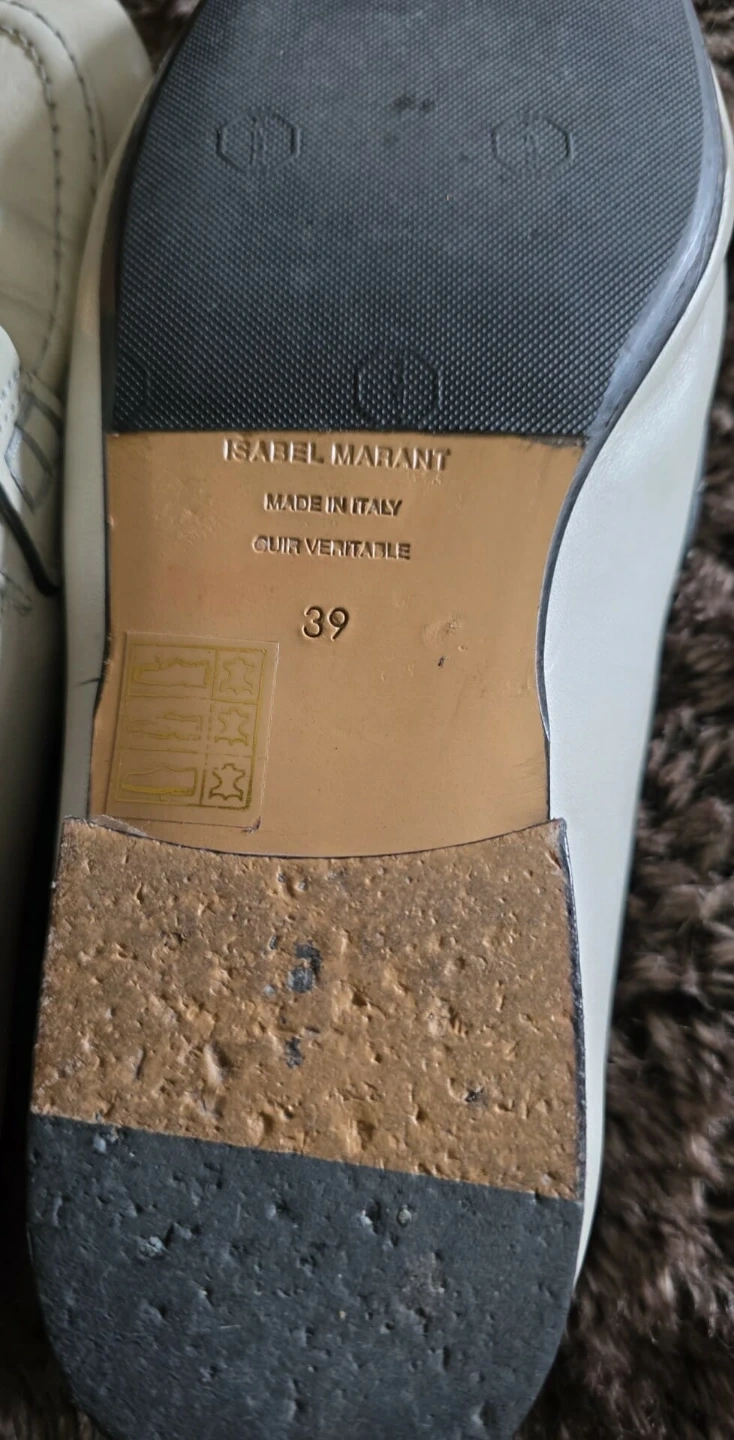 ISABEL MARANT
MADE IN ITALY
CUIR VERITABLE
39